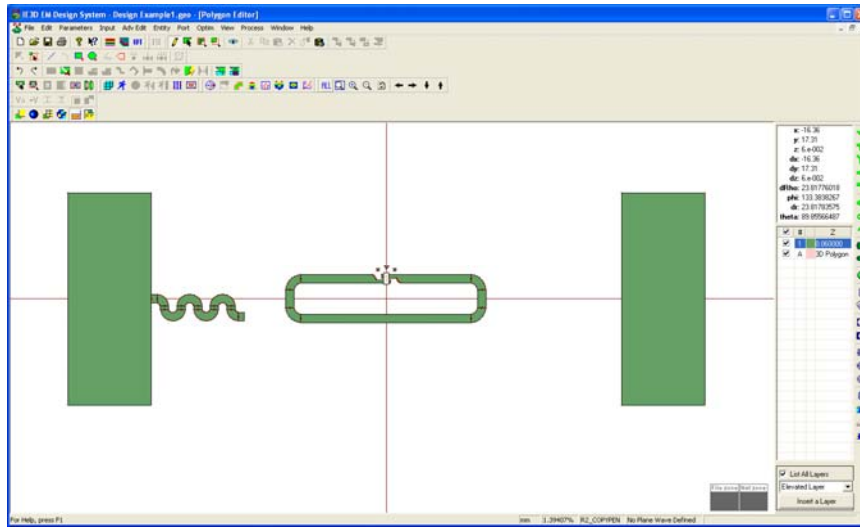 IE3D EM Design System - Design Example1.geo - [Polygon Editor]
File Edit Parameters Input Adv Edit Entity Port Optim View Process Window Help
FILL
x: -16.36
y: 17.31
z: 6.e-002
dx: -16.36
dy: 17.31
dz: 6.e-002
dRho: 23.81776018
phi: 133.3838267
dr: 23.81783575
theta: 89.85566487
# Z
1 0.060000
A 3D Polygon
List All Layers
Elevated Layer
Insert a Layer
For Help, press F1
mm 1.39407% R2_COPYPEN No Plane Wave Defined